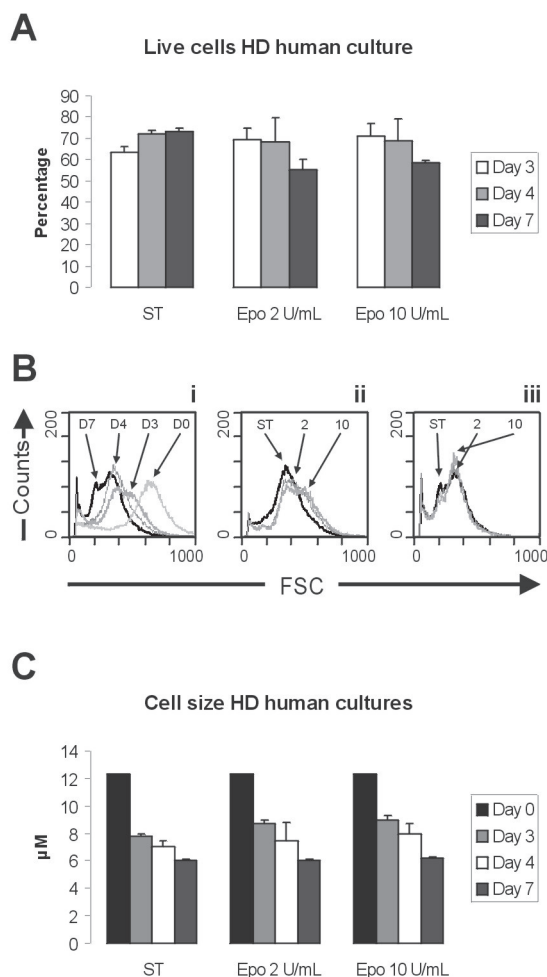 A
Live cells HD human culture
Percentage
90
80
70
60
50
40
30
20
10
0
ST
Epo 2 U/mL
Epo 10 U/mL
Day 3
Day 4
Day 7
B
i
ii
iii
Counts
200
0
D7 D4 D3 D0
1000
200
0
ST 2 10
1000
200
0
ST 2 10
1000
FSC
C
Cell size HD human cultures
µM
14
12
10
8
6
4
2
0
ST
Epo 2 U/mL
Epo 10 U/mL
Day 0
Day 3
Day 4
Day 7